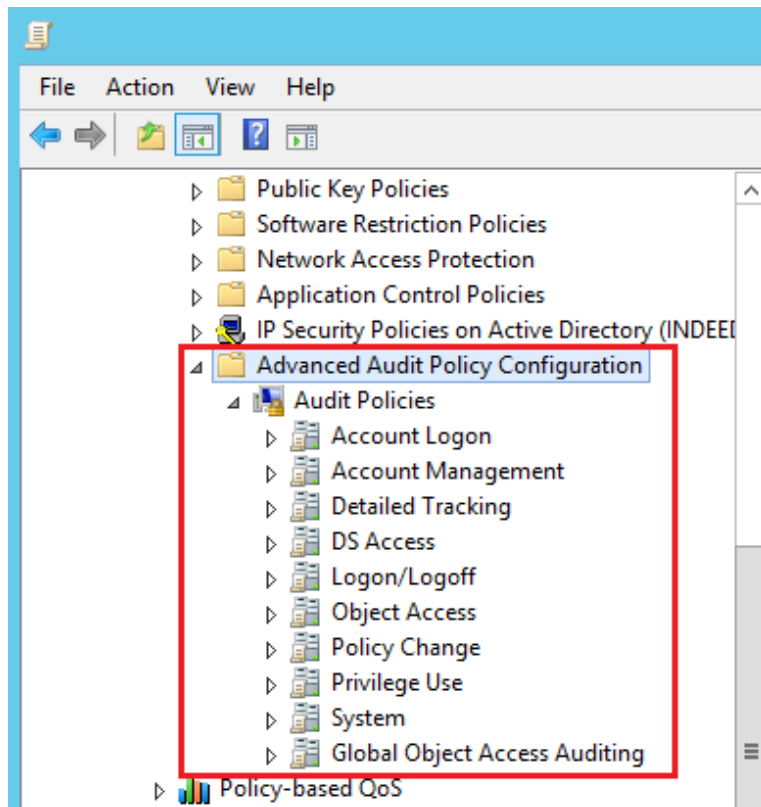 File Action View Help
Public Key Policies
Software Restriction Policies
Network Access Protection
Application Control Policies
IP Security Policies on Active Directory (INDEED
Advanced Audit Policy Configuration
Audit Policies
Account Logon
Account Management
Detailed Tracking
DS Access
Logon/Logoff
Object Access
Policy Change
Privilege Use
System
Global Object Access Auditing
Policy-based QoS